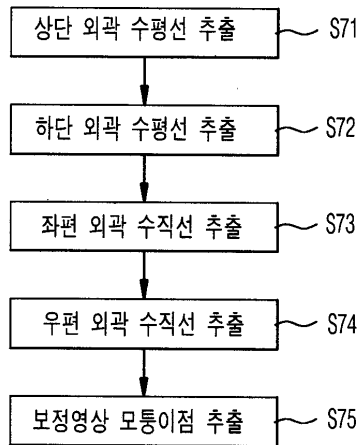 상단 외곽 수평선 추출 S71
하단 외곽 수평선 추출 S72
좌편 외곽 수직선 추출 S73
우편 외곽 수직선 추출 S74
보정영상 모퉁이점 추출 S75